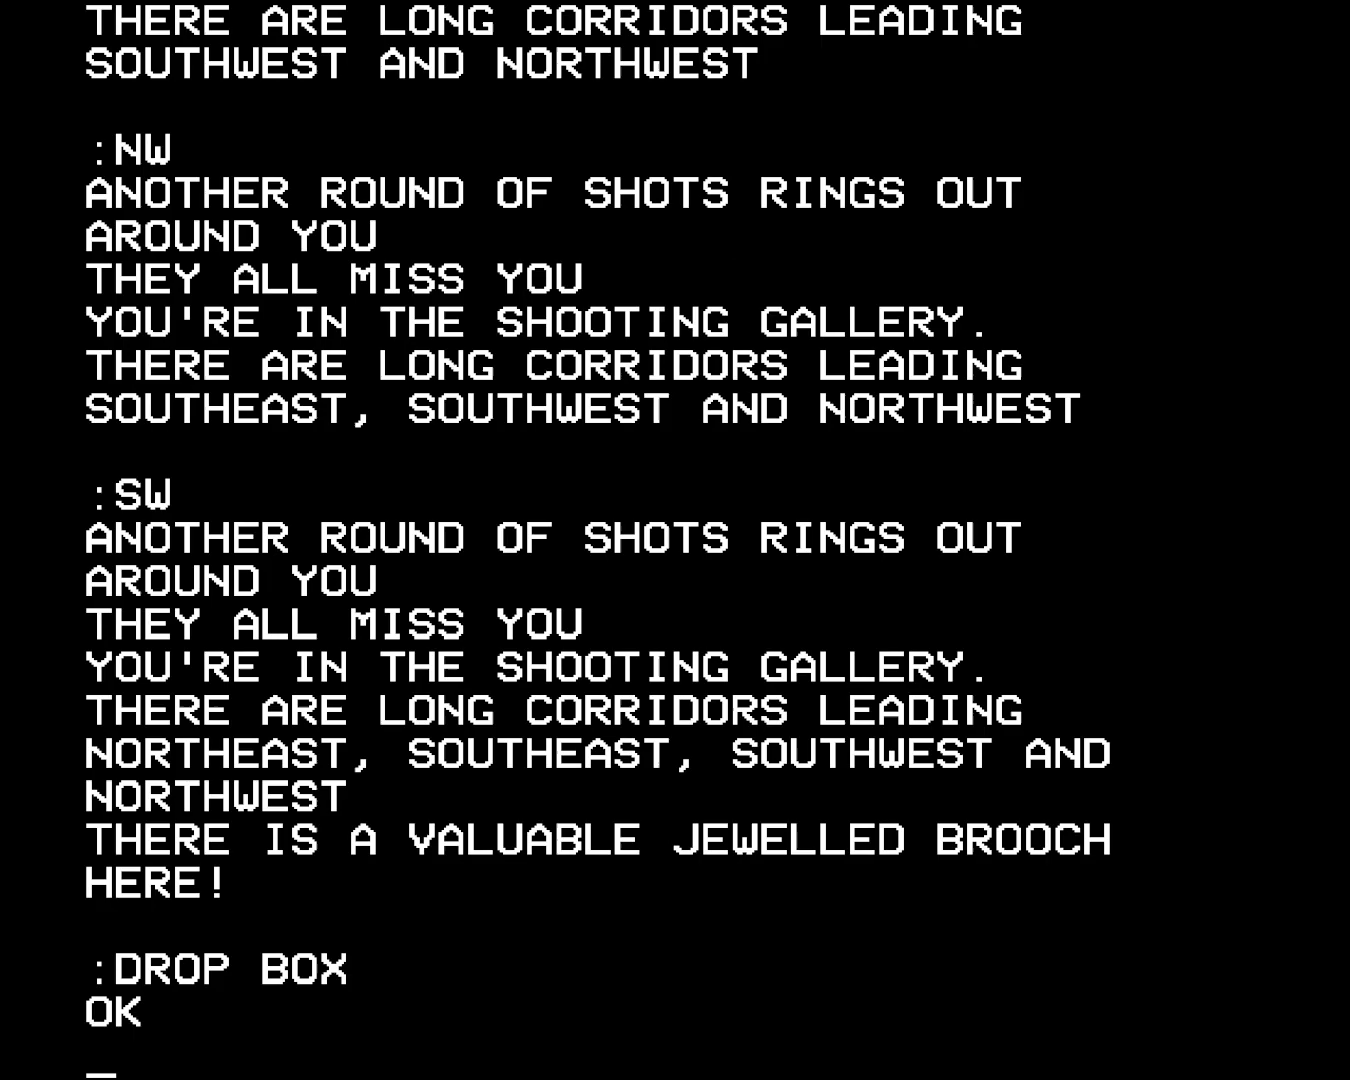 THERE ARE LONG CORRIDORS LEADING
SOUTHWEST AND NORTHWEST
:NW
ANOTHER ROUND OF SHOTS RINGS OUT
AROUND YOU
THEY ALL MISS YOU
YOU'RE IN THE SHOOTING GALLERY.
THERE ARE LONG CORRIDORS LEADING
SOUTHEAST, SOUTHWEST AND NORTHWEST
:SW
ANOTHER ROUND OF SHOTS RINGS OUT
AROUND YOU
THEY ALL MISS YOU
YOU'RE IN THE SHOOTING GALLERY.
THERE ARE LONG CORRIDORS LEADING
NORTHEAST, SOUTHEAST, SOUTHWEST AND
NORTHWEST
THERE IS A VALUABLE JEWELLED BROOCH
HERE!
:DROP BOX
OK
_